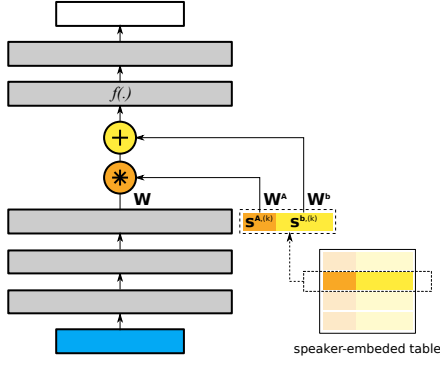 f(.)
+
*
W
W^A W^b
s^A,(k) s^b,(k)
speaker-embeded table